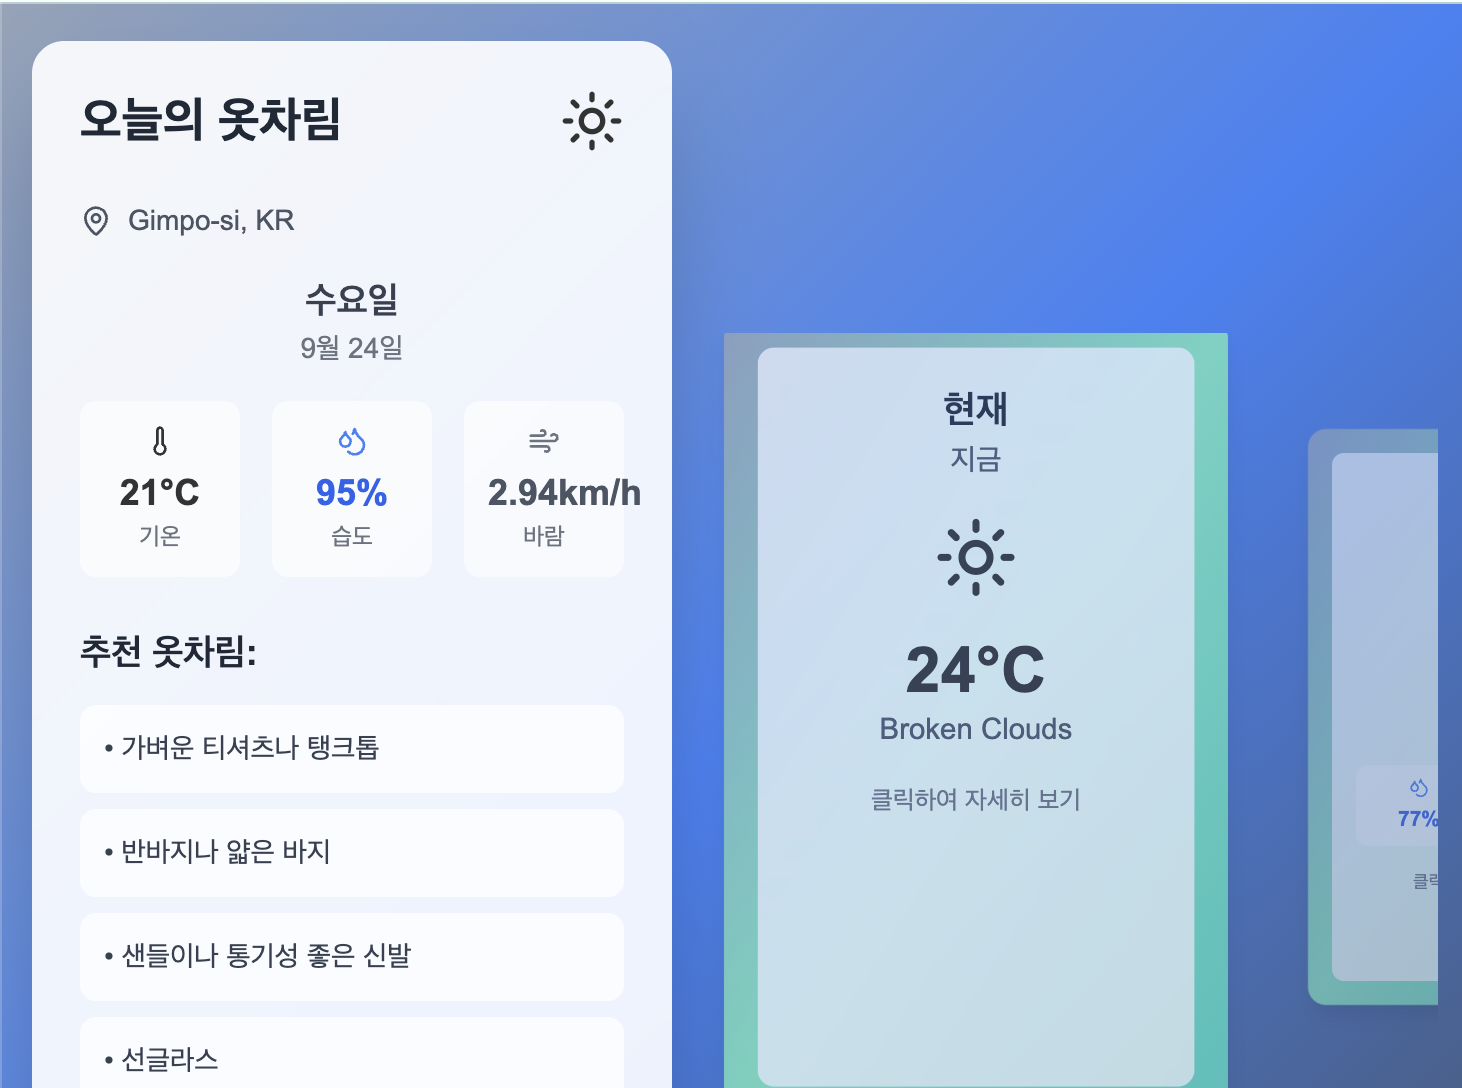 오늘의 옷차림
Gimpo-si, KR
수요일
9월 24일
21°C
기온
95%
습도
2.94km/h
바람
추천 옷차림:
• 가벼운 티셔츠나 탱크톱
• 반바지나 얇은 바지
• 샌들이나 통기성 좋은 신발
• 선글라스
현재
지금
24°C
Broken Clouds
클릭하여 자세히 보기
77%
클릭